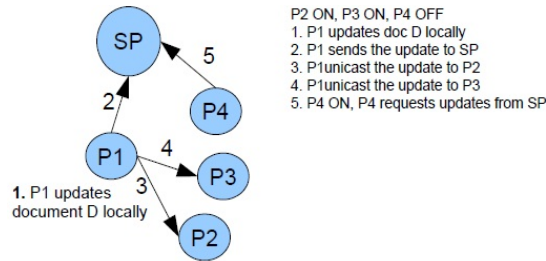 SP
5
2
P4
P1
4
P3
3
1. P1 updates
document D locally
P2
P2 ON, P3 ON, P4 OFF
1. P1 updates doc D locally
2. P1 sends the update to SP
3. P1unicast the update to P2
4. P1unicast the update to P3
5. P4 ON, P4 requests updates from SP